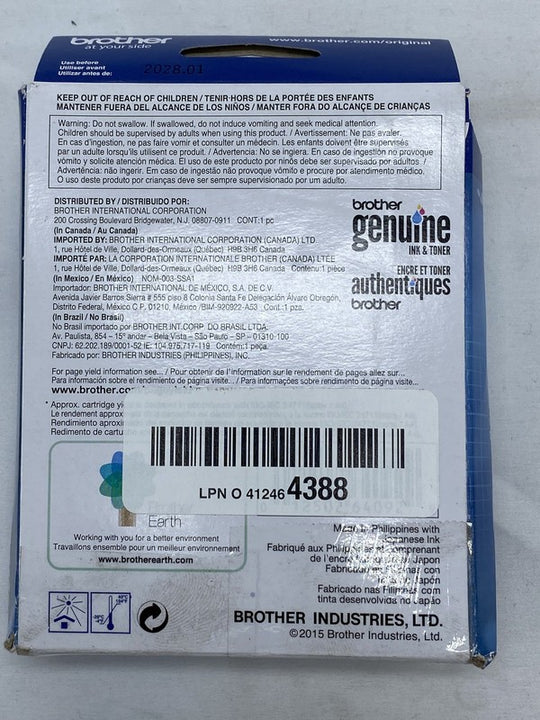 brother
at your side
www.brother.com/original
Use before
Utiliser avant
Utilizar antes de:
2028.01
KEEP OUT OF REACH OF CHILDREN / TENIR HORS DE LA PORTÉE DES ENFANTS
MANTENER FUERA DEL ALCANCE DE LOS NIÑOS / MANTER FORA DO ALCANÇE DE CRIANÇAS
Warning: Do not swallow. If swallowed, do not induce vomiting and seek medical attention.
Children should be supervised by adults when using this product. / Avertissement: Ne pas avaler.
En cas d'ingestion, ne pas faire vomir et consulter un médecin. Les enfants doivent être supervisés
par un adulte lorsqu'ils utilisent ce produit. / Advertencia: No se ingiera. En caso de ingestión no provoque
vómito y solicite atención médica. El uso de este producto por niños debe ser supervisado por adultos. /
Advertência: não ingerir. Em caso de ingestão não provoque vômito e procure por atendimento médico.
O uso deste produto por crianças deve ser sempre supervisionado por um adulto.
DISTRIBUTED BY / DISTRIBUIDO POR:
BROTHER INTERNATIONAL CORPORATION
200 Crossing Boulevard Bridgewater, N.J. 08807-0911 CONT:1 pc
(In Canada / Au Canada)
IMPORTED BY: BROTHER INTERNATIONAL CORPORATION (CANADA) LTD
1, rue Hôtel de Ville, Dollard-des-Ormeaux (Québec) H9B 3H6 Canada
IMPORTÉ PAR: LA CORPORATION INTERNATIONALE BROTHER (CANADA) LTÉE
1, rue Hôtel de Ville, Dollard-des-Ormeaux (Québec) H9B 3H6 Canada Contenu:1 pièce
(In Mexico / En México) NOM-003-SSA1
Importador: BROTHER INTERNATIONAL DE MÉXICO, S.A. DE C.V.
Avenida Javier Barros Sierra # 555 piso 8 Colonia Santa Fe Delegación Álvaro Obregón,
Distrito Federal, México C.P. 01210, México /BIM-920922-A53 Cont.:1 pza.
(In Brazil / No Brasil)
No Brasil importado por BROTHER INT.CORP. DO BRASIL LTDA.
Av. Paulista, 854 – 15º andar – Bela Vista – São Paulo – SP – 01310-100
CNPJ: 62.202.189/0001-52 IE: 104.975.717-119 Contém:1 peça.
Fabricado por: BROTHER INDUSTRIES (PHILIPPINES), INC.
brother
genuine
INK & TONER
ENCRE ET TONER
authentiques
brother
For page yield information see... / Pour obtenir de l'information sur le rendement de pages allez sur....
Para información sobre el rendimiento de página visite... / Para informações sobre rendimento de página visite...
www.brother.co
* Approx. cartridge yi
Le rendement approx
Rendimiento aproxim
Redimento de cartu
LPN O 41246 4388
Earth
Working with you for a better environment
Travaillons ensemble pour un meilleur environnement
www.brotherearth.com
Made in Philippines with
Japanese Ink
Fabriqué aux Philippines et comprenant
de l'encre
Japon
Fabricado en
con
Japón
Fabricado nas Filipinas com
tinta desenvolvida no Japão
BROTHER INDUSTRIES, LTD.
©2015 Brother Industries, Ltd.